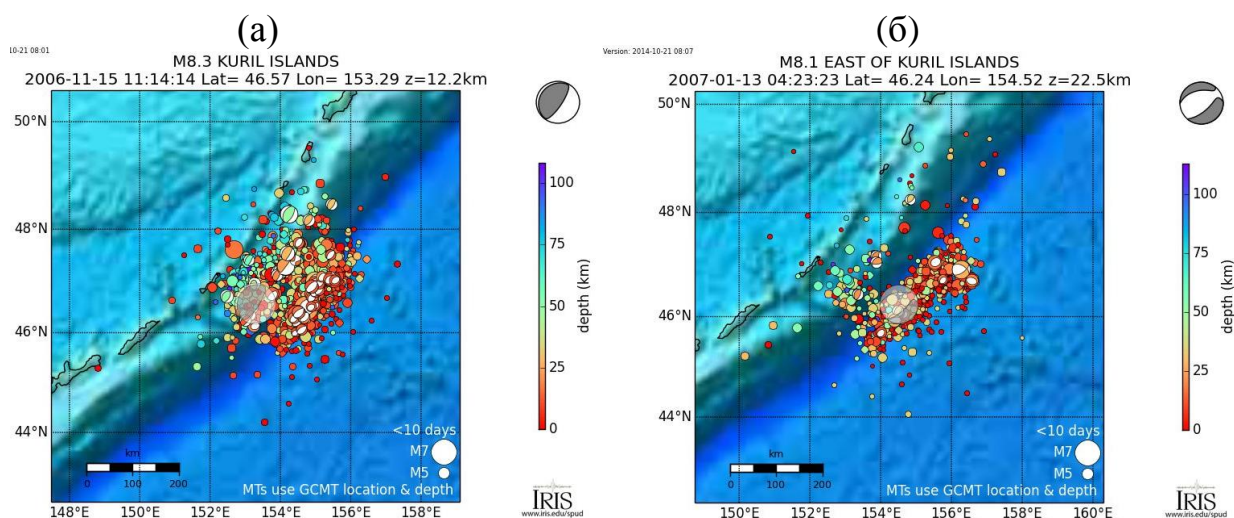 (а)
(б)
10-21 08:01
M8.3 KURIL ISLANDS
2006-11-15 11:14:14 Lat= 46.57 Lon= 153.29 z=12.2km
50°N
48°N
46°N
44°N
148°E
150°E
152°E
154°E
156°E
158°E
km
0
100
200
<10 days
M7
M5
MTs use GCMT location & depth
100
75
50
25
0
depth (km)
IRIS
www.iris.edu/spud
Version: 2014-10-21 08:07
M8.1 EAST OF KURIL ISLANDS
2007-01-13 04:23:23 Lat= 46.24 Lon= 154.52 z=22.5km
50°N
48°N
46°N
44°N
150°E
152°E
154°E
156°E
158°E
160°E
km
0
100
200
<10 days
M7
M5
MTs use GCMT location & depth
100
75
50
25
0
depth (km)
IRIS
www.iris.edu/spud